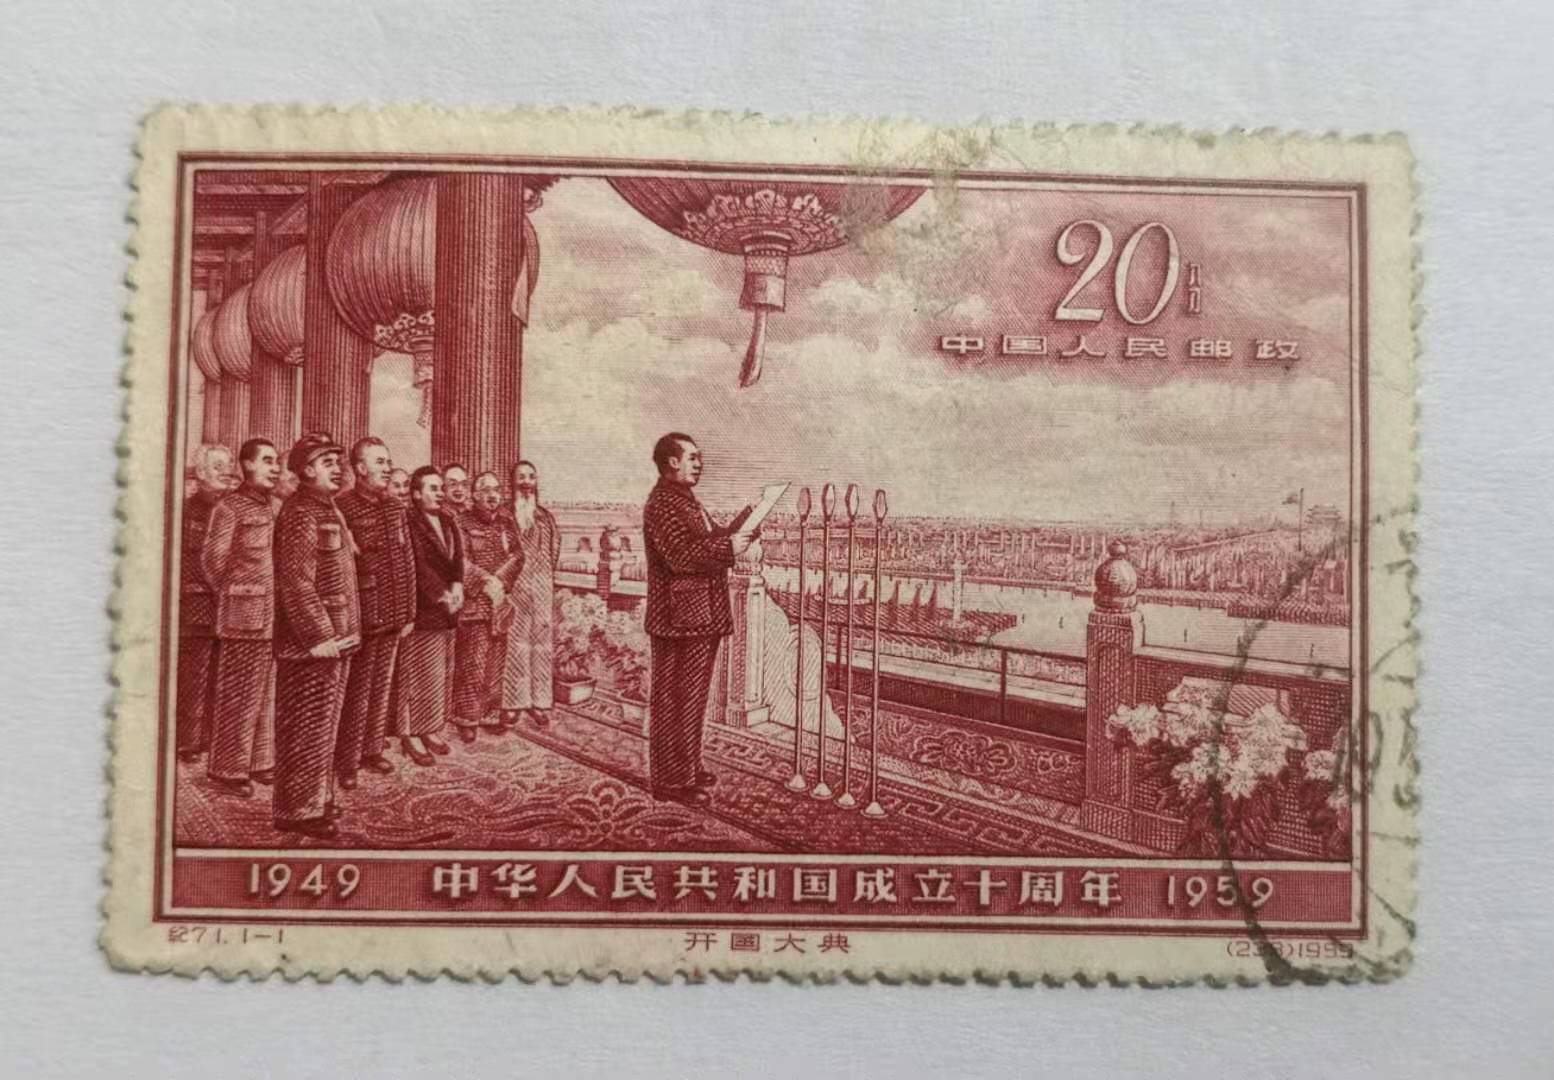 20分
中国人民邮政
1949 中华人民共和国成立十周年 1959
纪71.1-1 开国大典 (233)1959